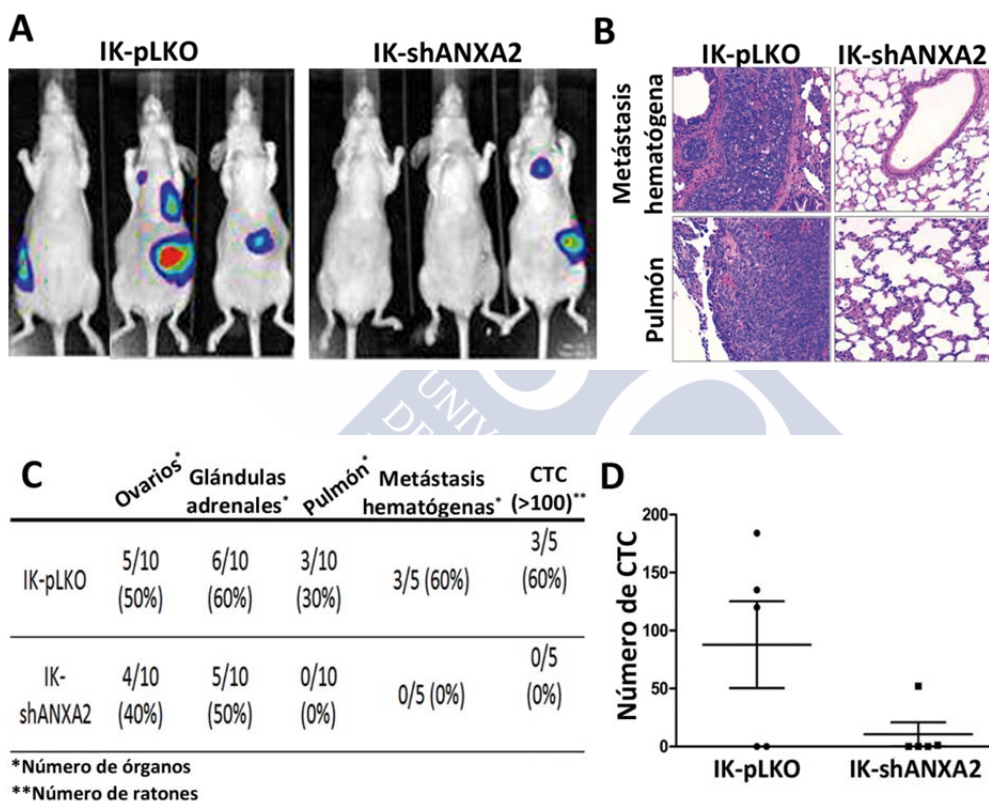 A
IK-pLKO IK-shANXA2
B
IK-pLKO IK-shANXA2
Metástasis
hematógena
Pulmón
UNIV
DE
C
Ovarios* Glándulas adrenales* Pulmón* Metástasis hematógenas* CTC (>100)**
IK-pLKO 5/10 (50%) 6/10 (60%) 3/10 (30%) 3/5 (60%) 3/5 (60%)
IK-shANXA2 4/10 (40%) 5/10 (50%) 0/10 (0%) 0/5 (0%) 0/5 (0%)
*Número de órganos
**Número de ratones
D
Número de CTC
200
150
100
50
0
IK-pLKO IK-shANXA2